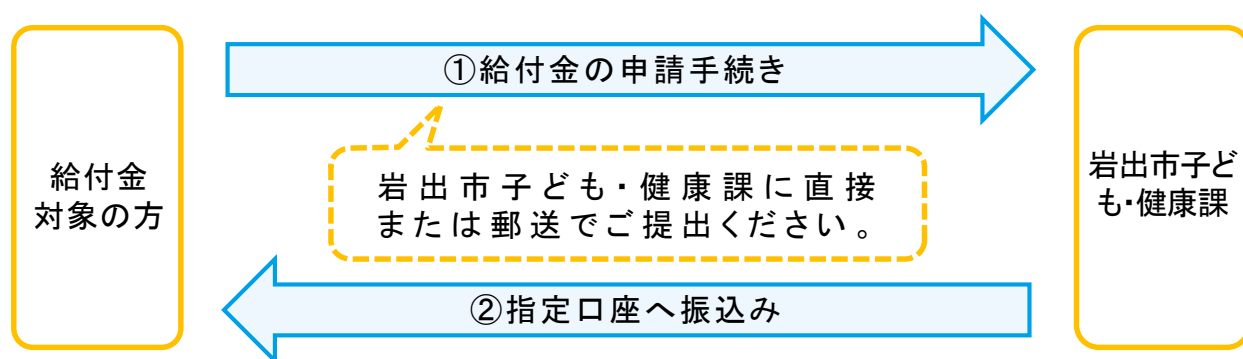 ①給付金の申請手続き
給付金
対象の方
岩出市子ども・健康課に直接
または郵送でご提出ください。
岩出市子ど
も・健康課
②指定口座へ振込み